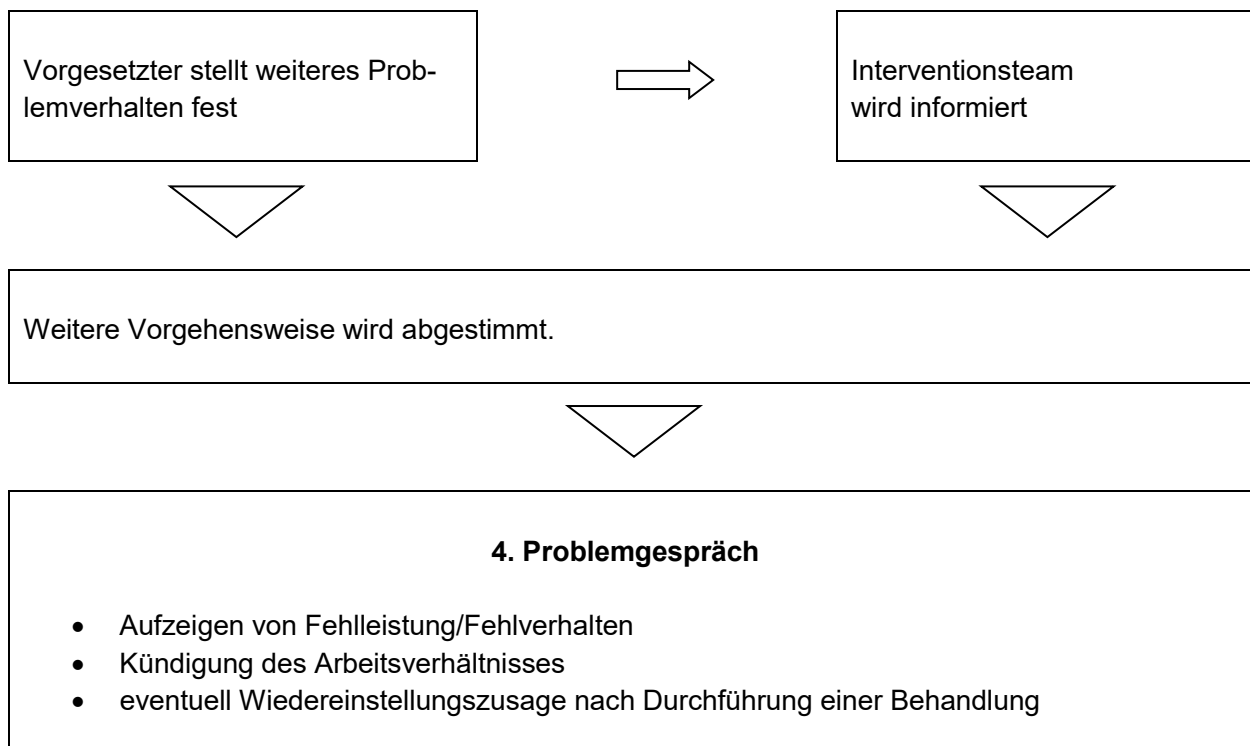 Vorgesetzter stellt weiteres Prob-
lemverhalten fest
Interventionsteam
wird informiert
Weitere Vorgehensweise wird abgestimmt.
4. Problemgespräch
• Aufzeigen von Fehlleistung/Fehlverhalten
• Kündigung des Arbeitsverhältnisses
• eventuell Wiedereinstellungszusage nach Durchführung einer Behandlung